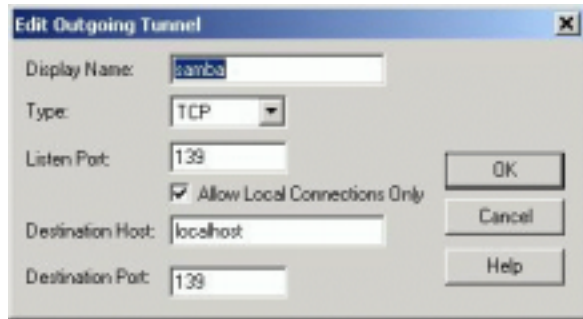 Edit Outgoing Tunnel
Display Name: samba
Type: TCP
Listen Port: 139
Allow Local Connections Only
OK
Destination Host: localhost
Cancel
Destination Port: 139
Help